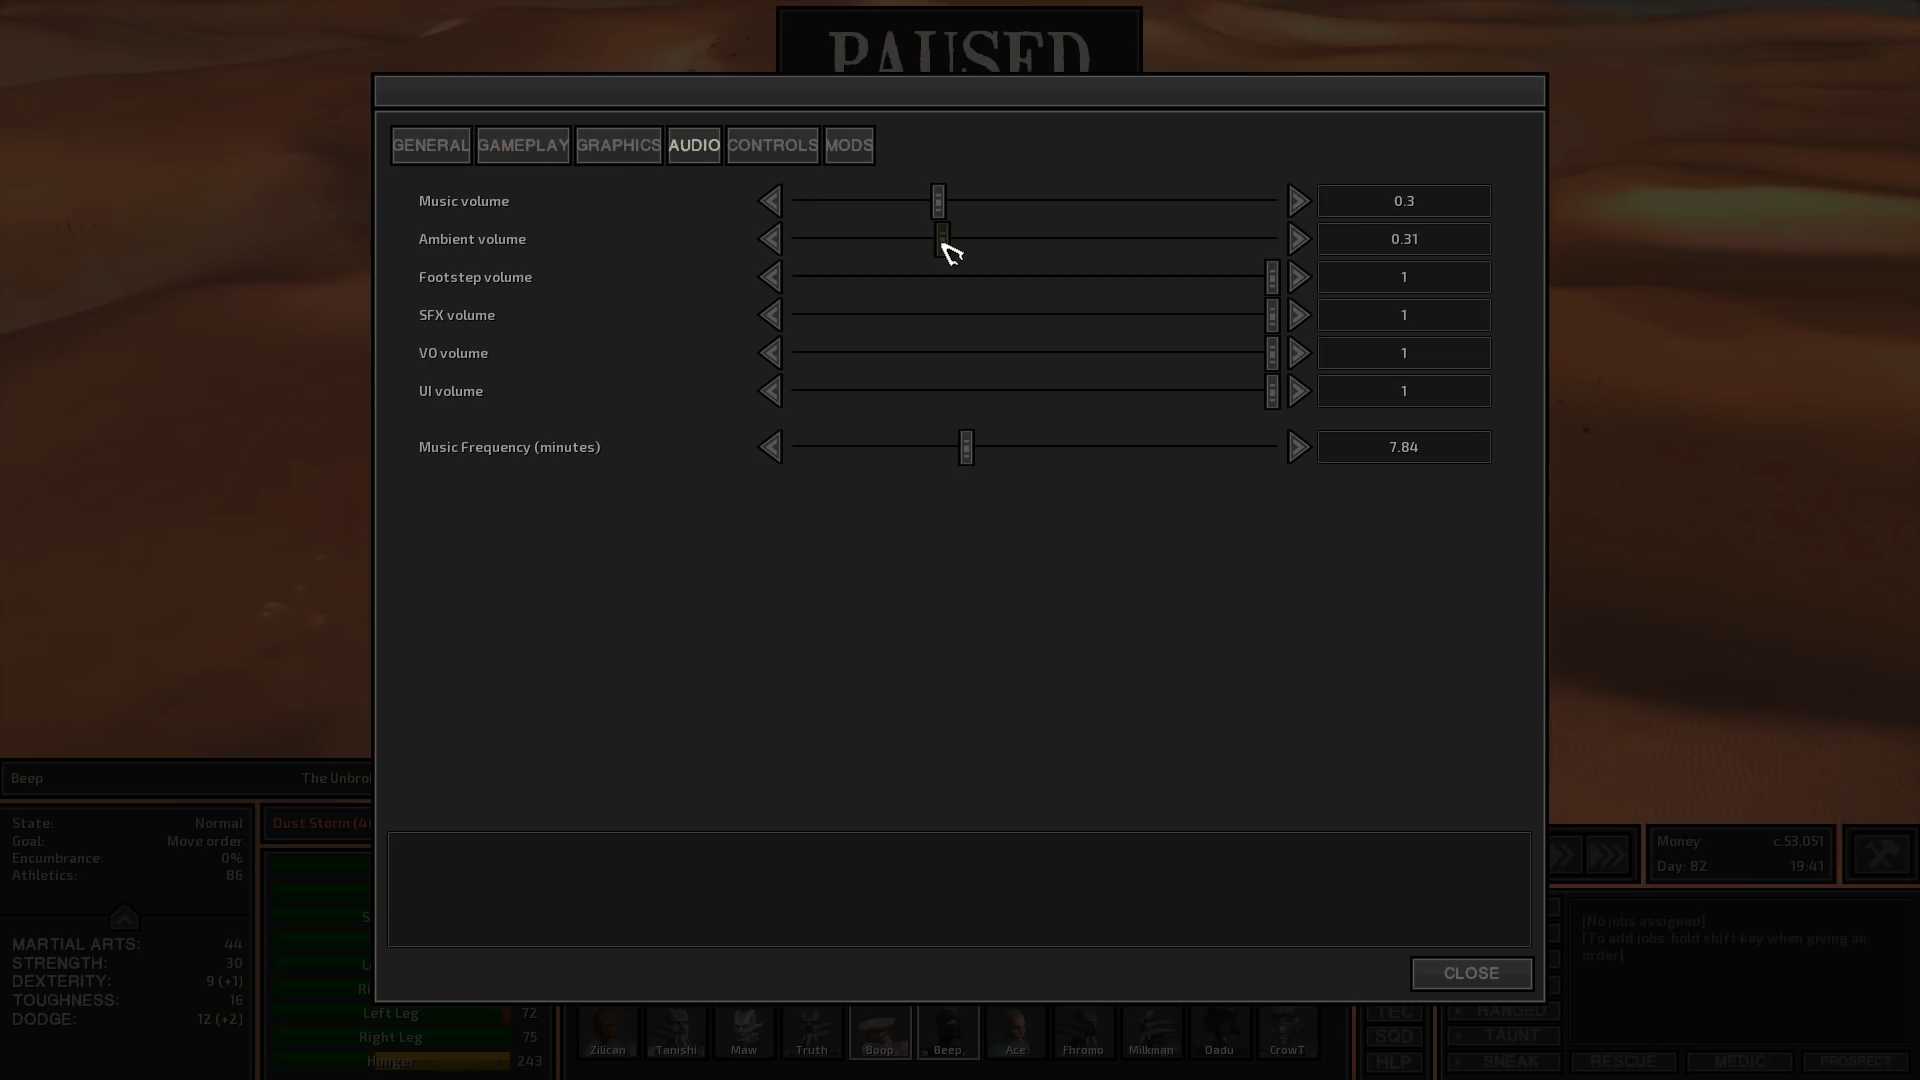 PAUSED
GENERAL GAMEPLAY GRAPHICS AUDIO CONTROLS MODS
Music volume 0.3
Ambient volume 0.31
Footstep volume 1
SFX volume 1
VO volume 1
UI volume 1
Music Frequency (minutes) 7.84
CLOSE
Beep The Unbro
State: Normal
Goal: Move order
Encumbrance: 0%
Athletics: 86
MARTIAL ARTS: 44
STRENGTH: 30
DEXTERITY: 9 (+1)
TOUGHNESS: 16
DODGE: 12 (+2)
Dust Storm (4
Left Leg 72
Right Leg 75
Hunger 243
Zilican Tanishi Maw Truth Boop Beep Ace Fhromo Milkman Dadu CrowT
Money c.53,051
Day: 82 19:41
[No jobs assigned]
[To add jobs, hold shift key when giving an
order]
TEC
SQD
HLP
RANGED
TAUNT
SNEAK
RESCUE MEDIC PROSPECT